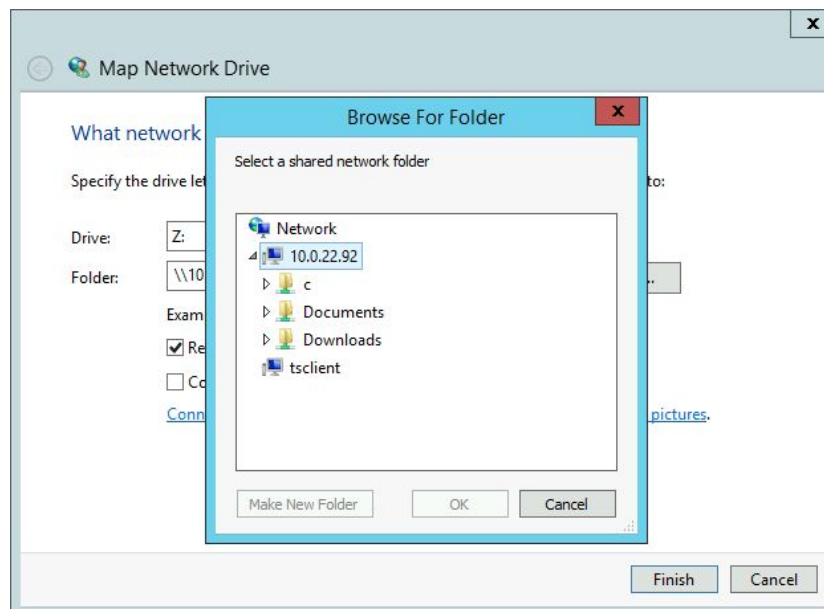 x
Map Network Drive
Browse For Folder
x
What network
Select a shared network folder
Specify the drive let
to:
Network
Drive:
Z:
10.0.22.92
Folder:
\\10
c
..
Exam
Documents
Re
Downloads
Co
tsclient
Conn
pictures.
Make New Folder
OK
Cancel
Finish
Cancel